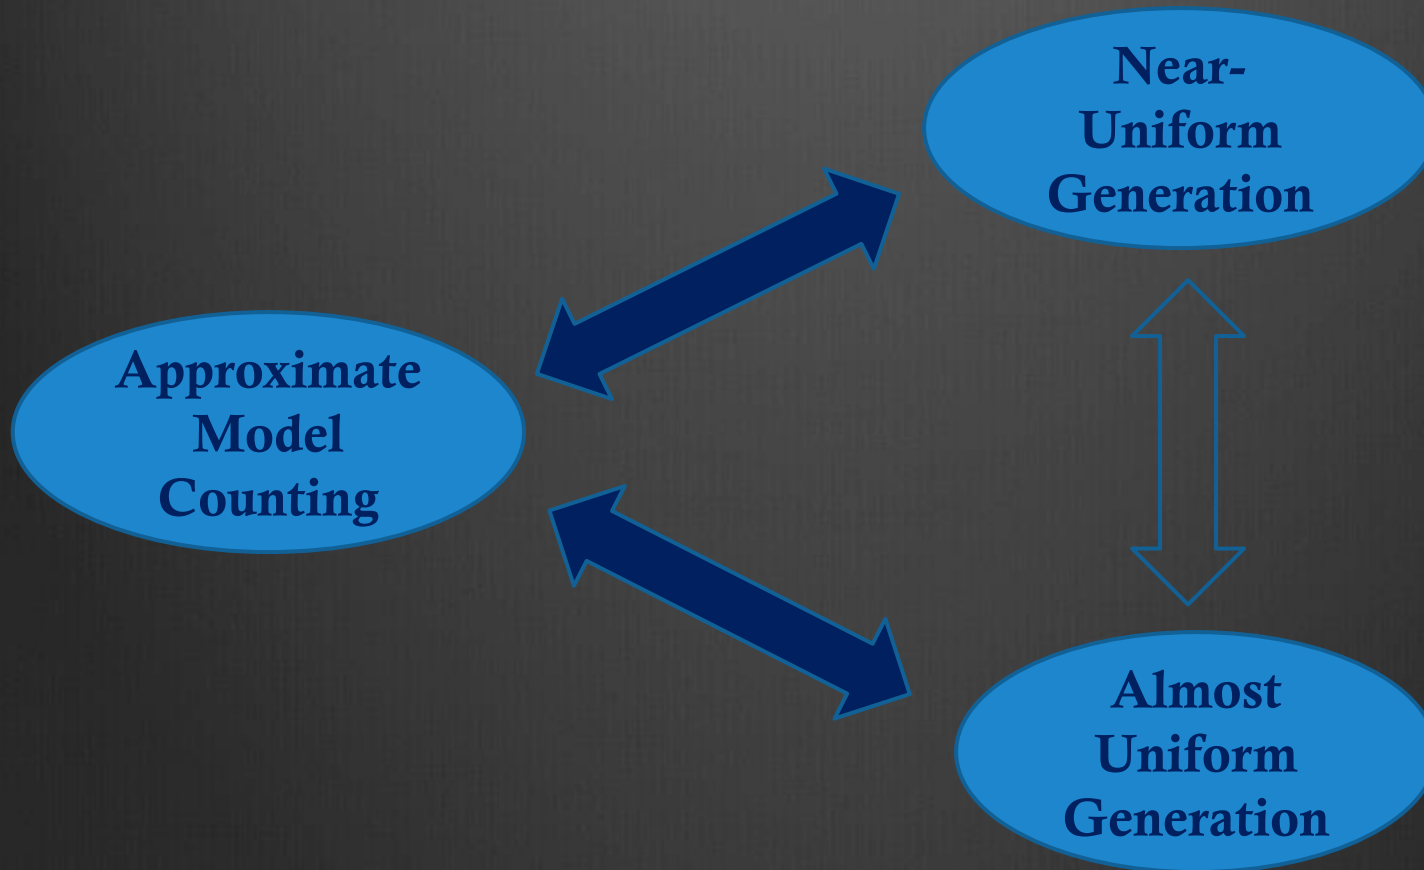 Near-
Uniform
Generation
Approximate
Model
Counting
Almost
Uniform
Generation